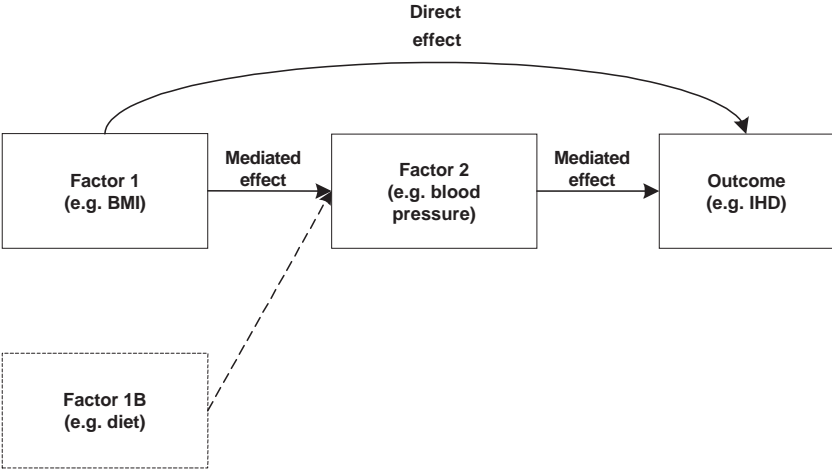 Direct
effect
Factor 1
(e.g. BMI)
Mediated
effect
Factor 2
(e.g. blood
pressure)
Mediated
effect
Outcome
(e.g. IHD)
Factor 1B
(e.g. diet)